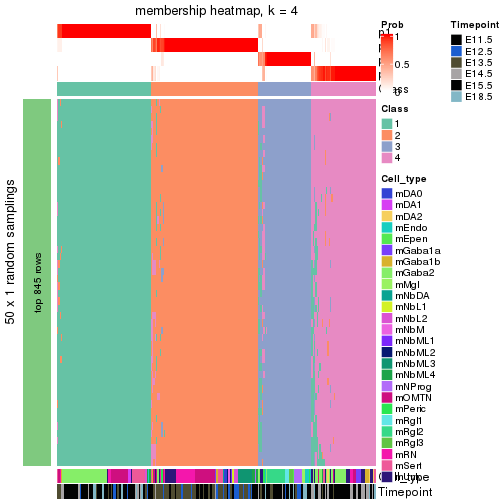 membership heatmap, k = 4
50 x 1 random samplings
top 845 rows
Prob
1
0.5
0
Class
1
2
3
4
Cell_type
mDA0
mDA1
mDA2
mEndo
mEpen
mGaba1a
mGaba1b
mGaba2
mMgl
mNbDA
mNbL1
mNbL2
mNbM
mNbML1
mNbML2
mNbML3
mNbML4
mNProg
mOMTN
mPeric
mRgl1
mRgl2
mRgl3
mRN
mSert
Timepoint
Timepoint
E11.5
E12.5
E13.5
E14.5
E15.5
E18.5